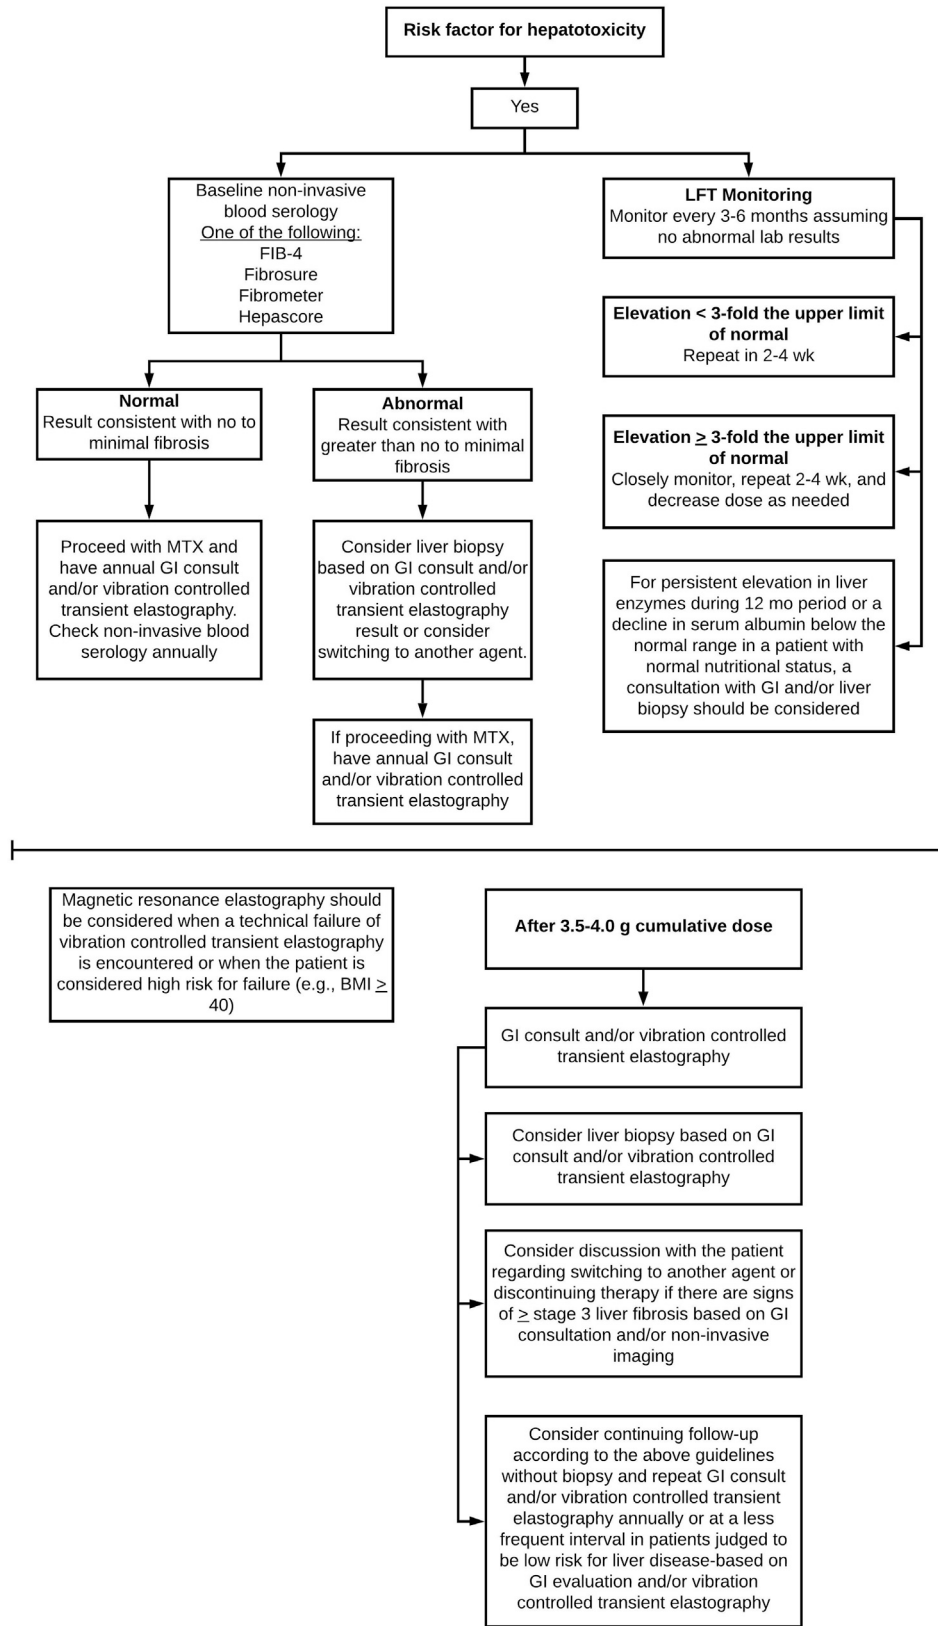 Risk factor for hepatotoxicity
Yes
Baseline non-invasive
blood serology
One of the following:
FIB-4
Fibrosure
Fibrometer
Hepascore
LFT Monitoring
Monitor every 3-6 months assuming
no abnormal lab results
Elevation < 3-fold the upper limit
of normal
Repeat in 2-4 wk
Elevation ≥ 3-fold the upper limit
of normal
Closely monitor, repeat 2-4 wk, and
decrease dose as needed
For persistent elevation in liver
enzymes during 12 mo period or a
decline in serum albumin below the
normal range in a patient with
normal nutritional status, a
consultation with GI and/or liver
biopsy should be considered
Normal
Result consistent with no to
minimal fibrosis
Abnormal
Result consistent with
greater than no to minimal
fibrosis
Proceed with MTX and
have annual GI consult
and/or vibration controlled
transient elastography.
Check non-invasive blood
serology annually
Consider liver biopsy
based on GI consult and/or
vibration controlled
transient elastography
result or consider
switching to another agent.
If proceeding with MTX,
have annual GI consult
and/or vibration controlled
transient elastography
Magnetic resonance elastography should
be considered when a technical failure of
vibration controlled transient elastography
is encountered or when the patient is
considered high risk for failure (e.g., BMI ≥
40)
After 3.5-4.0 g cumulative dose
GI consult and/or vibration controlled
transient elastography
Consider liver biopsy based on GI
consult and/or vibration controlled
transient elastography
Consider discussion with the patient
regarding switching to another agent or
discontinuing therapy if there are signs
of ≥ stage 3 liver fibrosis based on GI
consultation and/or non-invasive
imaging
Consider continuing follow-up
according to the above guidelines
without biopsy and repeat GI consult
and/or vibration controlled transient
elastography annually or at a less
frequent interval in patients judged to
be low risk for liver disease-based on
GI evaluation and/or vibration
controlled transient elastography